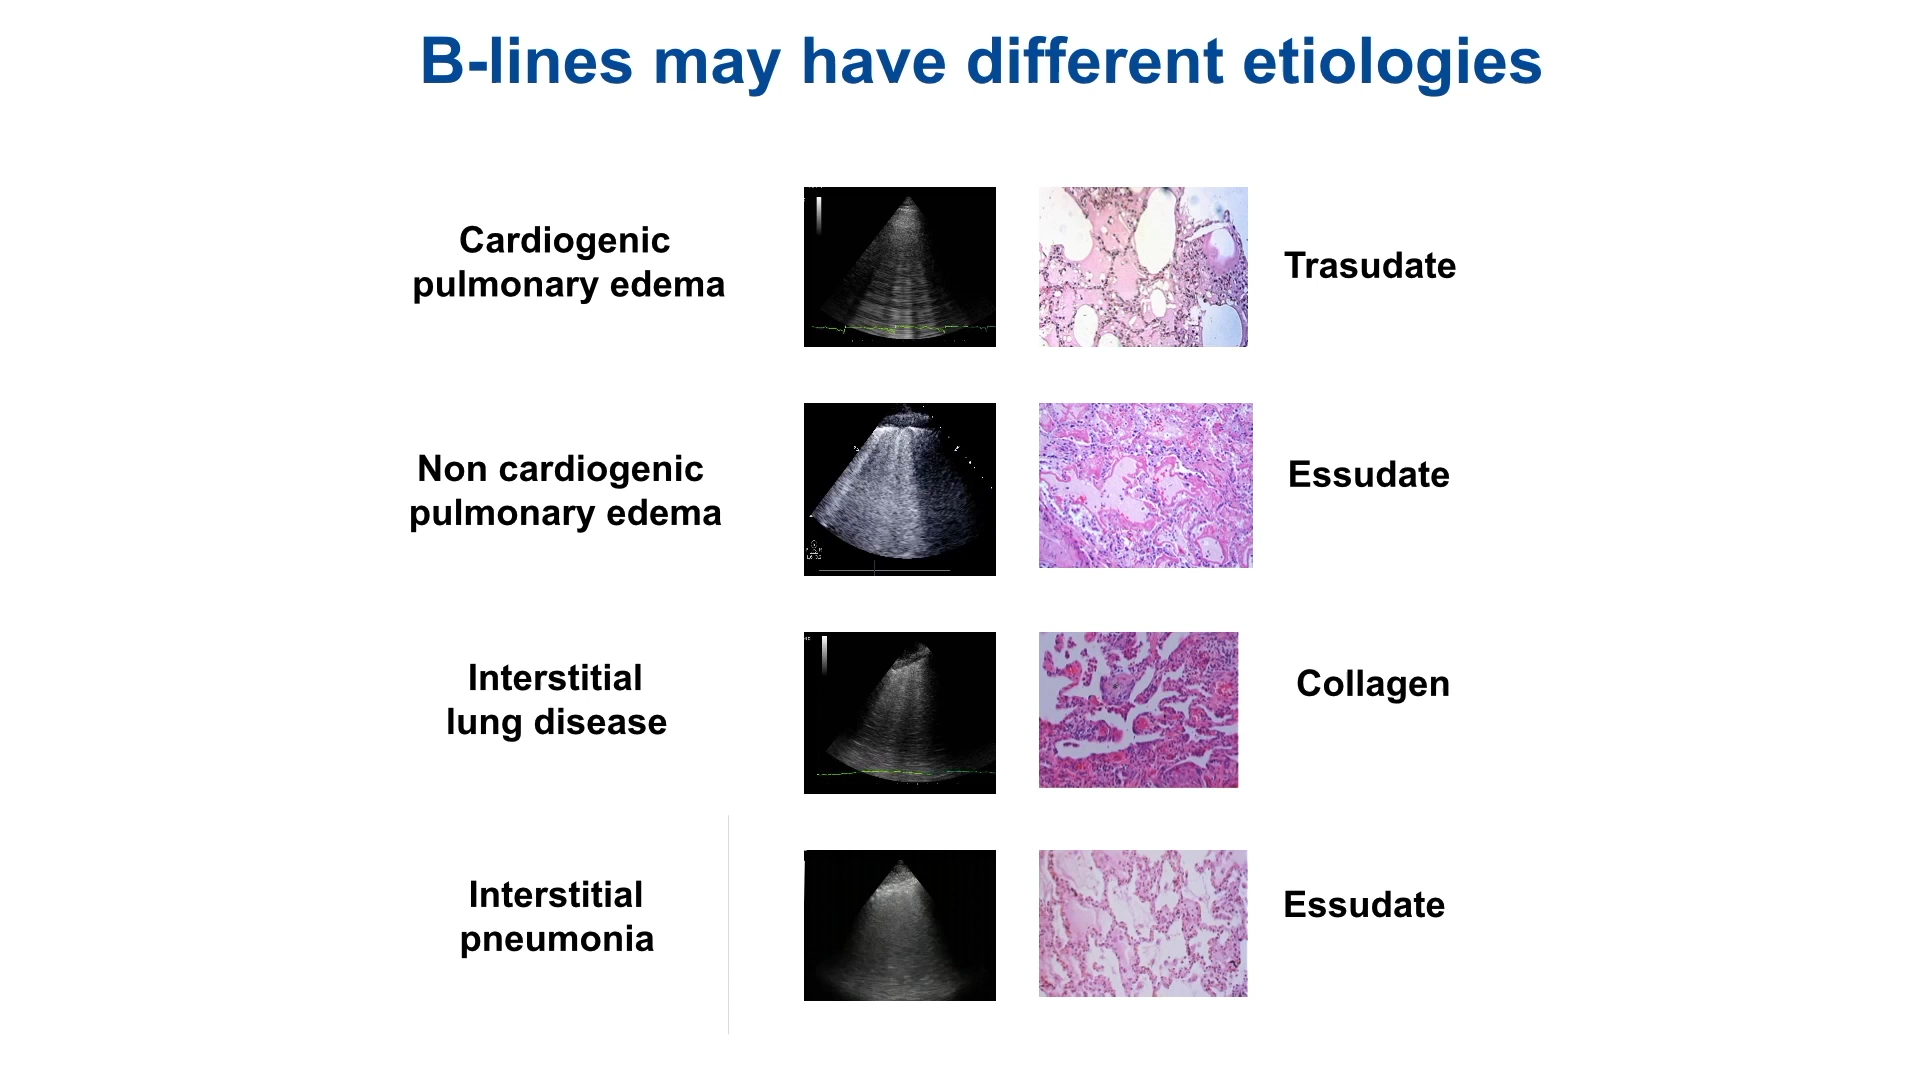 B-lines may have different etiologies
Cardiogenic
pulmonary edema
Trasudate
Non cardiogenic
pulmonary edema
Essudate
Interstitial
lung disease
Collagen
Interstitial
pneumonia
Essudate